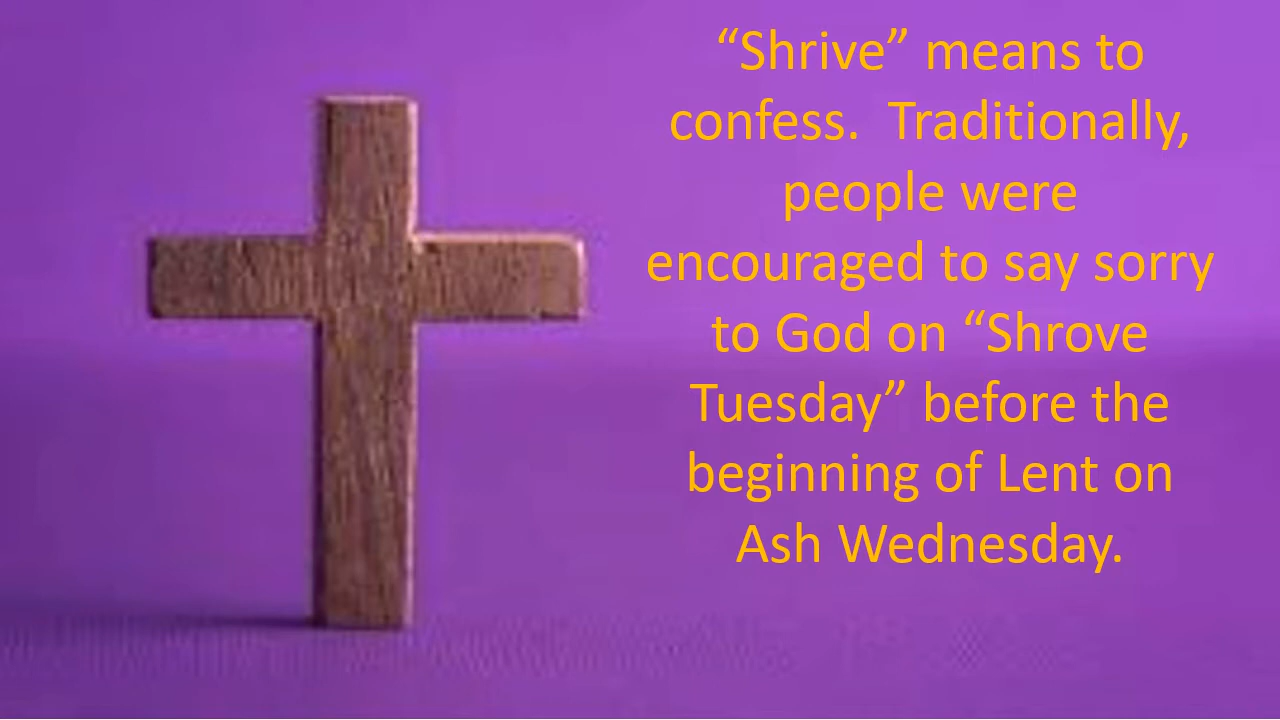 “Shrive” means to
confess.  Traditionally,
people were
encouraged to say sorry
to God on “Shrove
Tuesday” before the
beginning of Lent on
Ash Wednesday.